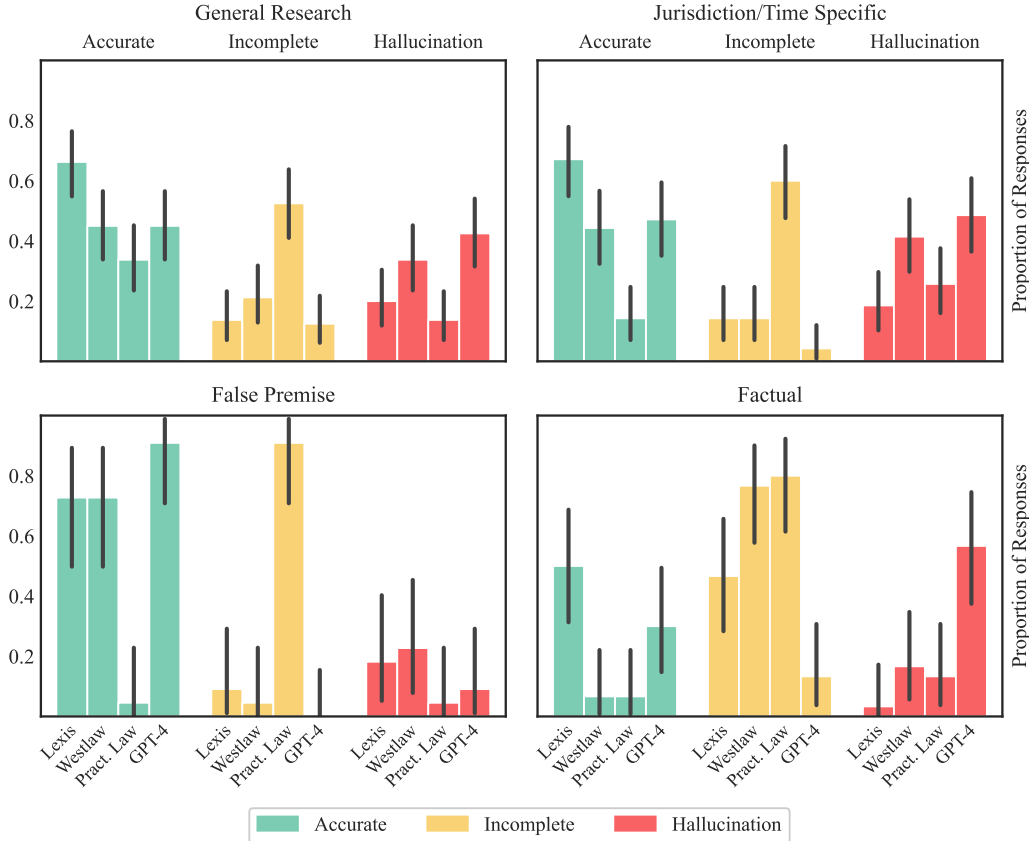 General Research
Jurisdiction/Time Specific
Accurate Incomplete Hallucination
Accurate Incomplete Hallucination
0.8
0.6
0.4
0.2
Proportion of Responses
False Premise
Factual
0.8
0.6
0.4
0.2
Proportion of Responses
Lexis
Westlaw
Pract. Law
GPT-4
Lexis
Westlaw
Pract. Law
GPT-4
Lexis
Westlaw
Pract. Law
GPT-4
Lexis
Westlaw
Pract. Law
GPT-4
Lexis
Westlaw
Pract. Law
GPT-4
Lexis
Westlaw
Pract. Law
GPT-4
Accurate Incomplete Hallucination